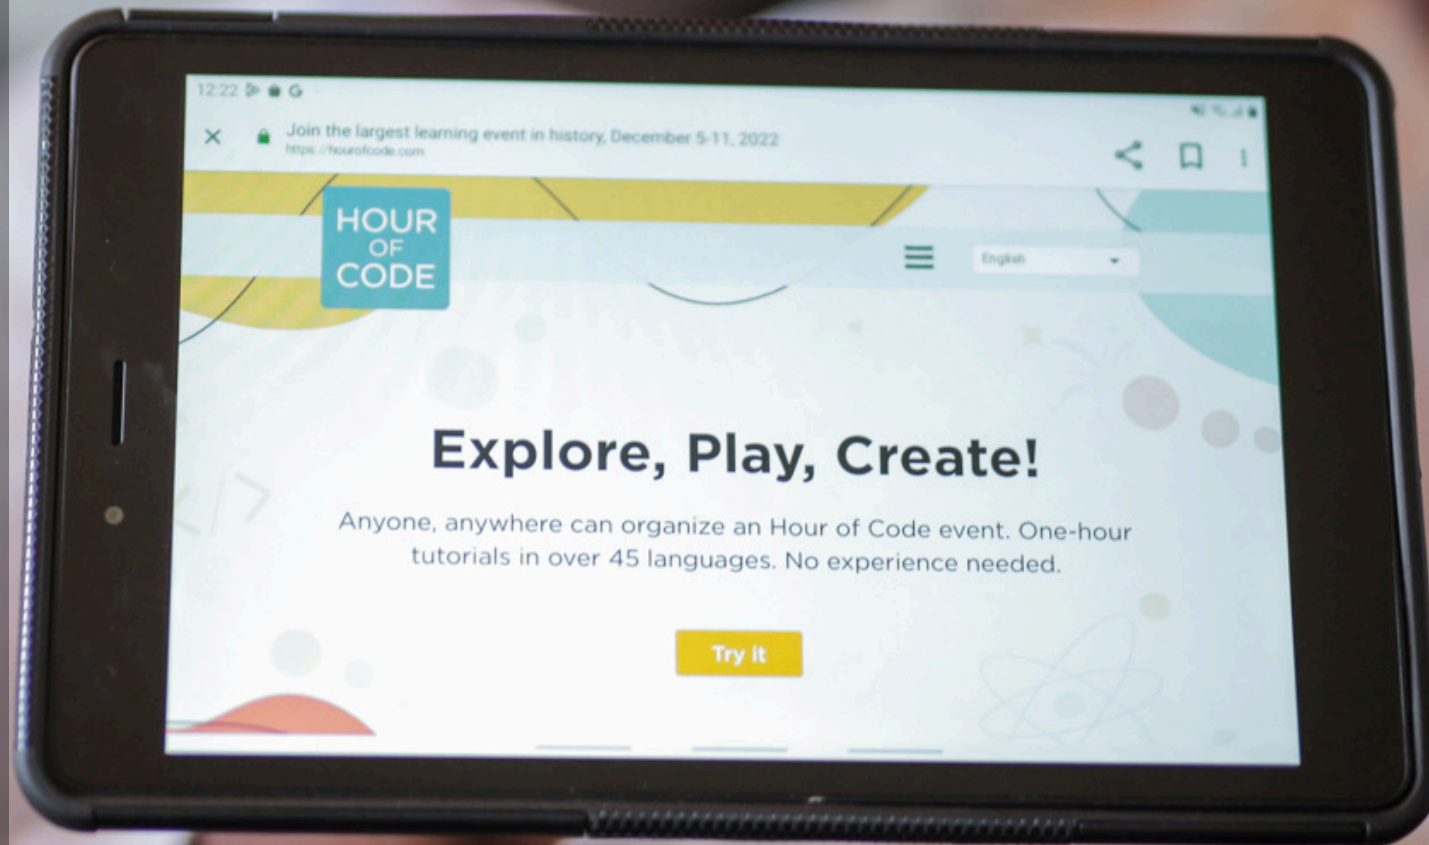 12:22 G
Join the largest learning event in history, December 5-11, 2022
https://hourofcode.com
HOUR
OF
CODE
English
Explore, Play, Create!
Anyone, anywhere can organize an Hour of Code event. One-hour
tutorials in over 45 languages. No experience needed.
Try it